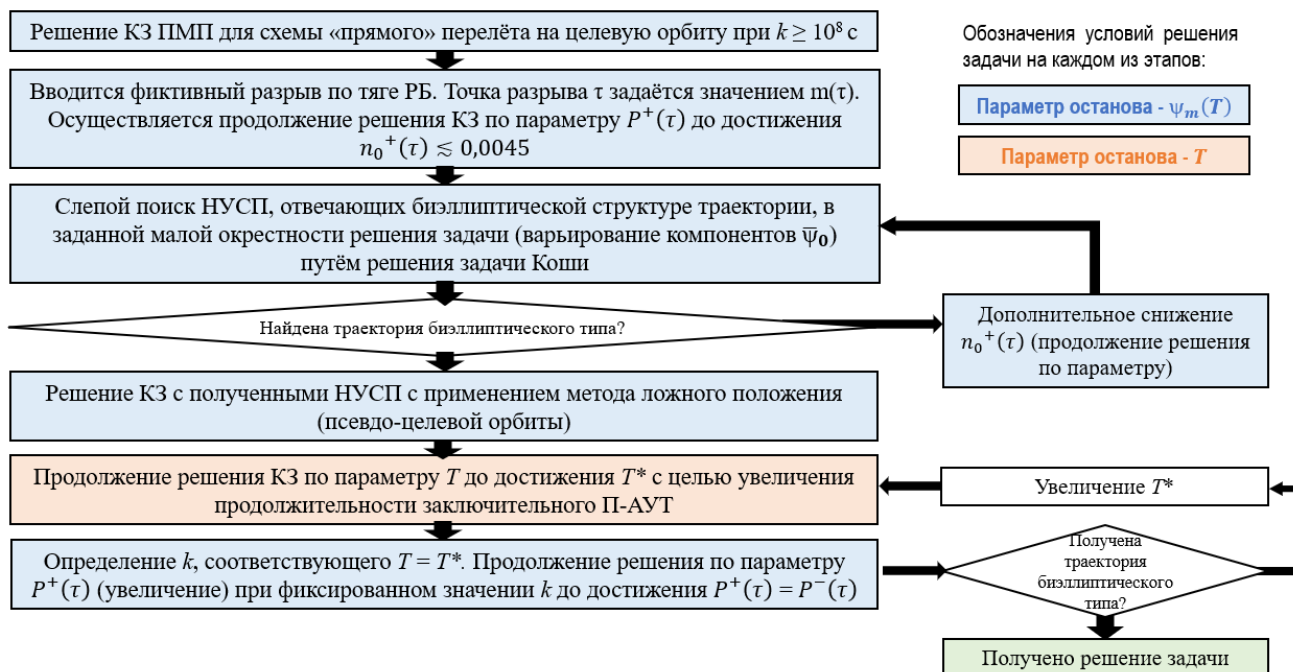 Решение КЗ ПМП для схемы «прямого» перелёта на целевую орбиту при k ≥ 10⁸ с
Обозначения условий решения
задачи на каждом из этапов:
Параметр останова - ψₘ(T)
Параметр останова - T
Вводится фиктивный разрыв по тяге РБ. Точка разрыва τ задаётся значением m(τ).
Осуществляется продолжение решения КЗ по параметру P⁺(τ) до достижения
n₀⁺(τ) ≲ 0,0045
Слепой поиск НУСП, отвечающих биэллиптической структуре траектории, в
заданной малой окрестности решения задачи (варьирование компонентов ψ̅₀)
путём решения задачи Коши
Найдена траектория биэллиптического типа?
Дополнительное снижение
n₀⁺(τ) (продолжение решения
по параметру)
Решение КЗ с полученными НУСП с применением метода ложного положения
(псевдо-целевой орбиты)
Продолжение решения КЗ по параметру T до достижения T* с целью увеличения
продолжительности заключительного П-АУТ
Увеличение T*
Определение k, соответствующего T = T*. Продолжение решения по параметру
P⁺(τ) (увеличение) при фиксированном значении k до достижения P⁺(τ) = P⁻(τ)
Получена
траектория
биэллиптического
типа?
Получено решение задачи